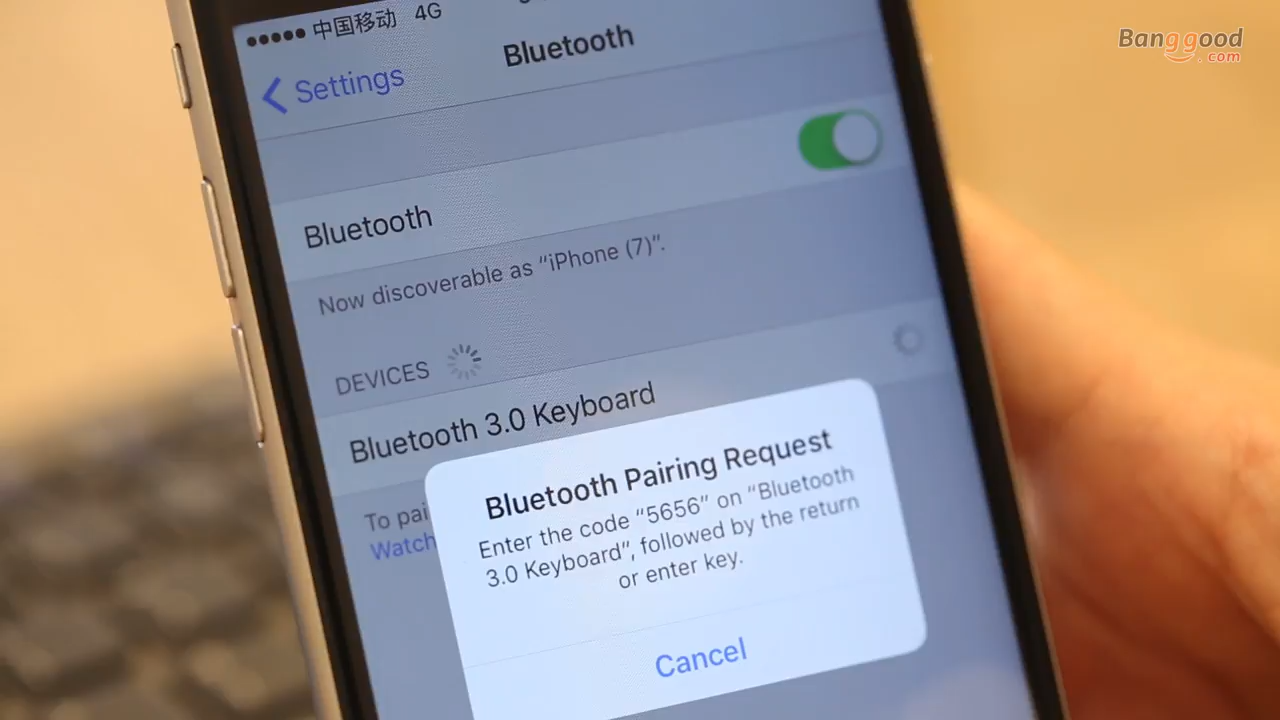 中国移动 4G
Banggood
.com
Bluetooth
Settings
Bluetooth
Now discoverable as “iPhone (7)”.
DEVICES
Bluetooth 3.0 Keyboard
To pai
Watch
Bluetooth Pairing Request
Enter the code “5656” on “Bluetooth
3.0 Keyboard”, followed by the return
or enter key.
Cancel